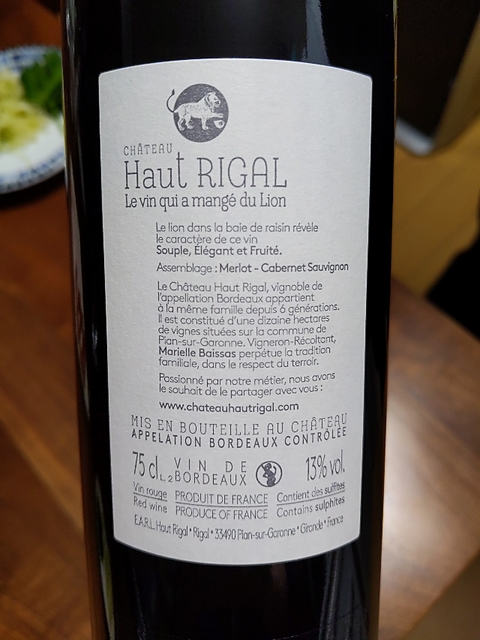 CHÂTEAU
Haut RIGAL
Le vin qui a mangé du Lion
Le lion dans la baie de raisin révèle
le caractère de ce vin
Souple, Élégant et Fruité.
Assemblage : Merlot - Cabernet Sauvignon
Le Château Haut Rigal, vignoble de
l'appellation Bordeaux appartient
à la même famille depuis 6 générations.
Il est constitué d'une dizaine hectares
de vignes situées sur la commune de
Pian-sur-Garonne. Vigneron-Récoltant,
Marielle Baissas perpétue la tradition
familiale, dans le respect du terroir.
Passionné par notre métier, nous avons
le souhait de le partager avec vous :
www.chateauhautrigal.com
MIS EN BOUTEILLE AU CHÂTEAU
APPELATION BORDEAUX CONTRÔLÉE
75 cl L.2 VIN DE BORDEAUX 13% vol.
Vin rouge PRODUIT DE FRANCE Contient des sulfites
Red wine PRODUCE OF FRANCE Contains sulphites
E.A.R.L. Haut Rigal • Rigal • 33490 Pian-sur-Garonne • Gironde • France